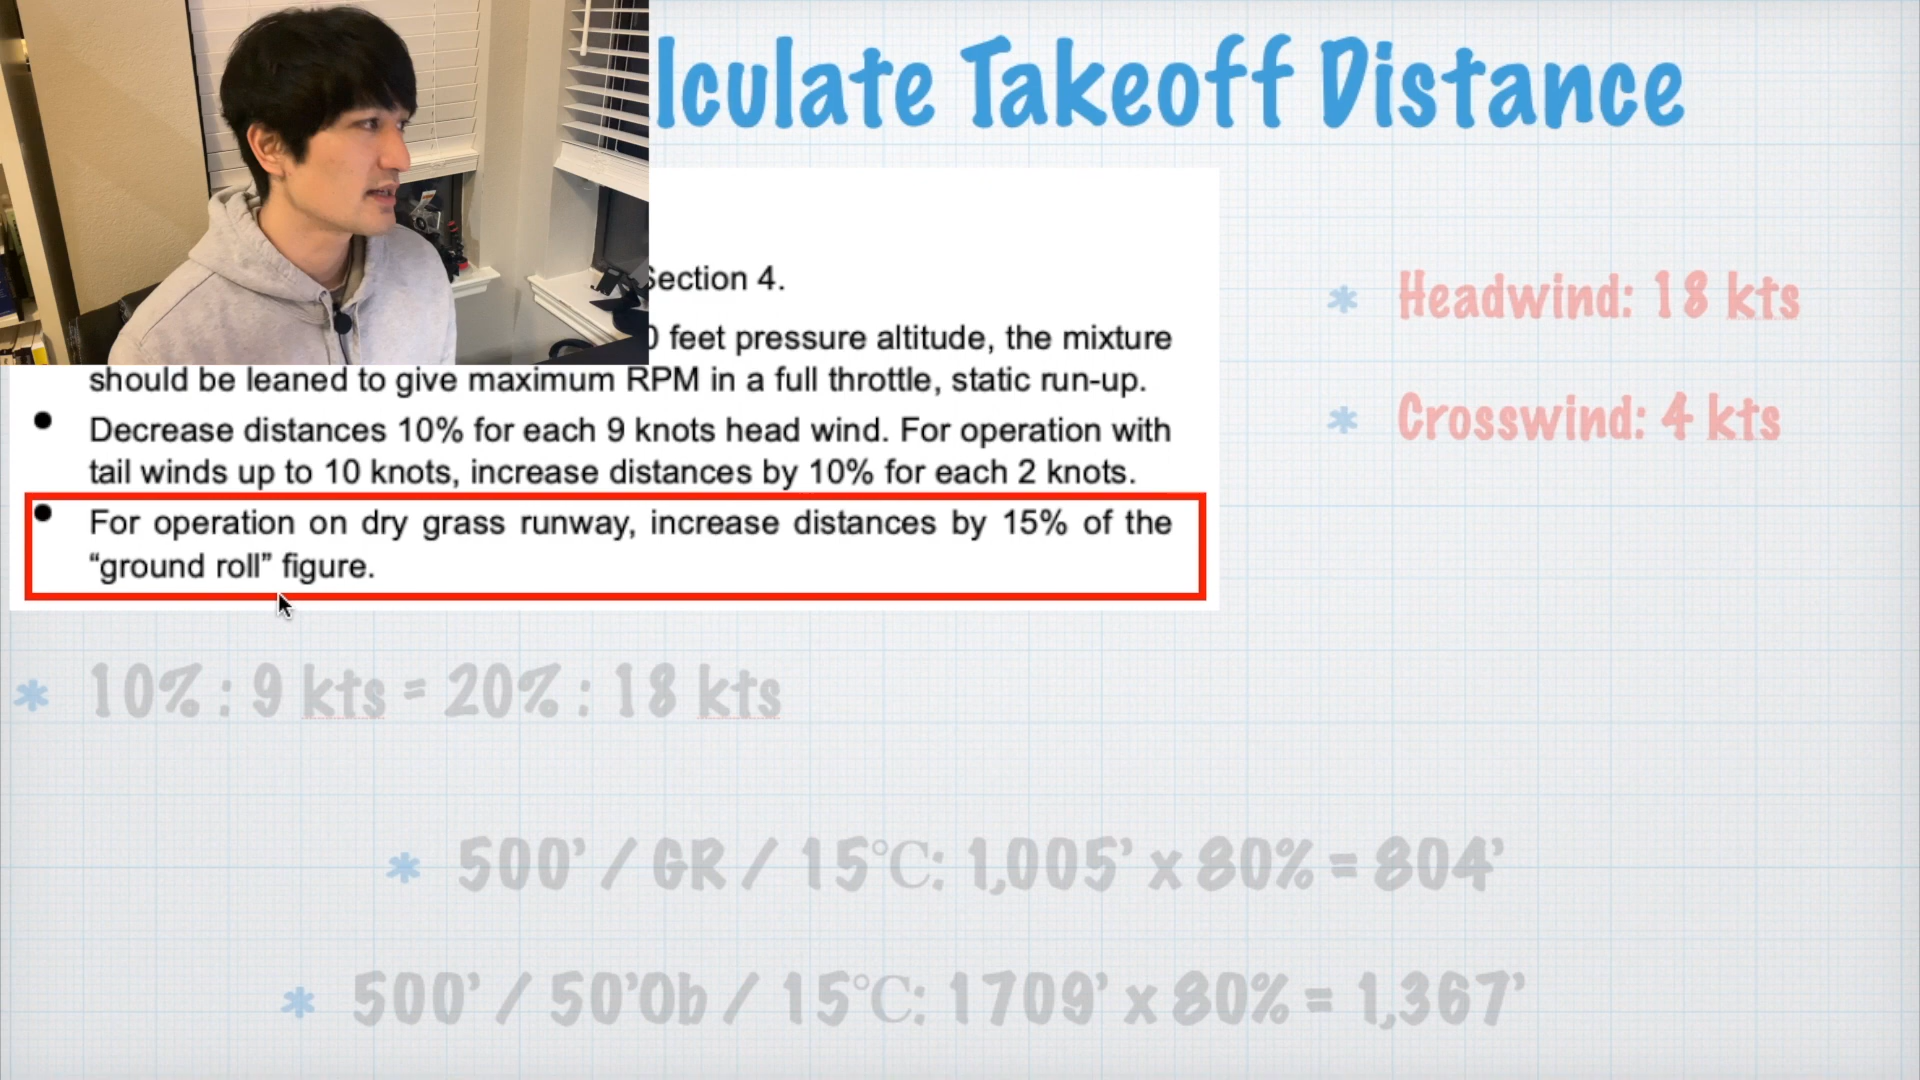 lculate Takeoff Distance
Section 4.
0 feet pressure altitude, the mixture
should be leaned to give maximum RPM in a full throttle, static run-up.
● Decrease distances 10% for each 9 knots head wind. For operation with
tail winds up to 10 knots, increase distances by 10% for each 2 knots.
● For operation on dry grass runway, increase distances by 15% of the
“ground roll” figure.
* Headwind: 18 kts
* Crosswind: 4 kts
* 10% : 9 kts = 20% : 18 kts
* 500’ / GR / 15°C: 1,005’ x 80% = 804’
* 500’ / 50’Ob / 15°C: 1709’ x 80% = 1,367’